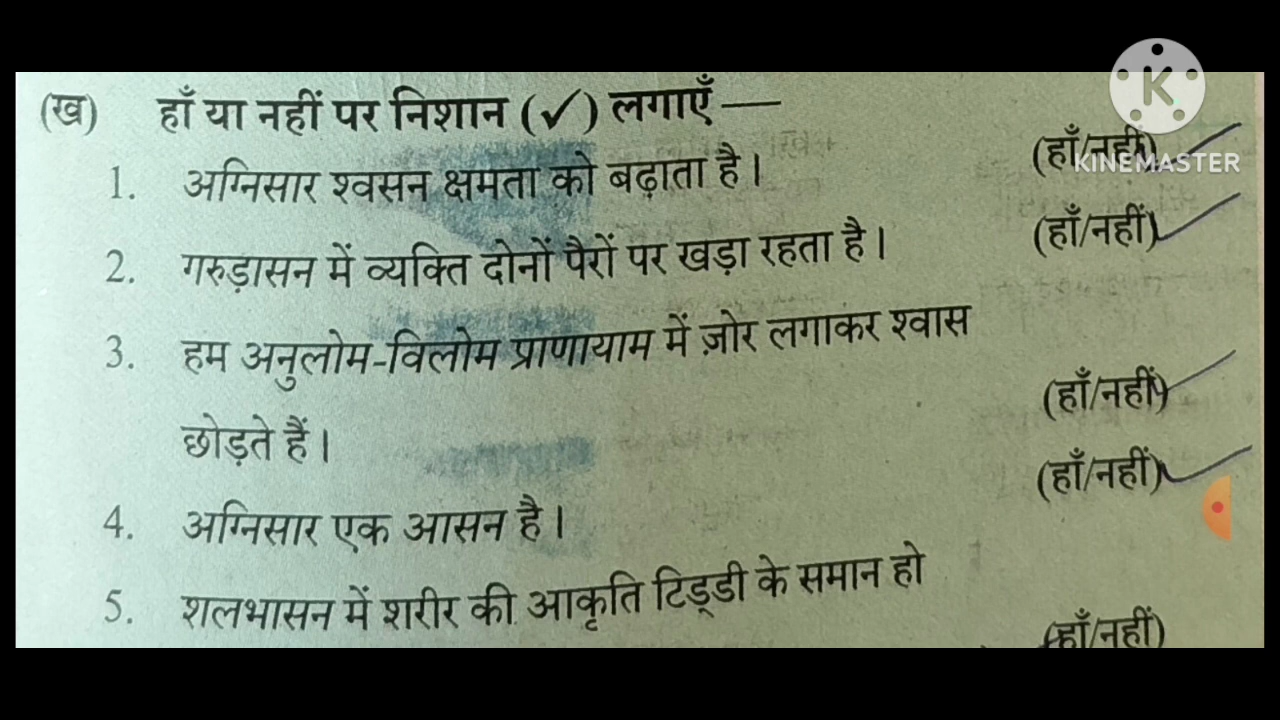 (ख) हाँ या नहीं पर निशान (✓) लगाएँ —
1. अग्निसार श्वसन क्षमता को बढ़ाता है। (हाँ/नहीं)
KINEMASTER
2. गरुड़ासन में व्यक्ति दोनों पैरों पर खड़ा रहता है। (हाँ/नहीं)
3. हम अनुलोम-विलोम प्राणायाम में ज़ोर लगाकर श्वास
छोड़ते हैं। (हाँ/नहीं)
4. अग्निसार एक आसन है। (हाँ/नहीं)
5. शलभासन में शरीर की आकृति टिड्डी के समान हो
(हाँ/नहीं)